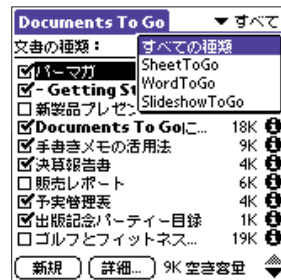 Documents To Go ▼ すべて
文書の種類：
すべての種類
SheetToGo
WordToGo
SlideshowToGo
パーマガ
- Getting St
新製品プレゼン
Documents To Goに... 18K
手書きメモの活用法 9K
決算報告書 4K
販売レポート 6K
予実管理表 4K
出版記念パーティー目録 1K
ゴルフとフィットネス... 19K
新規 詳細... 9K 空き容量